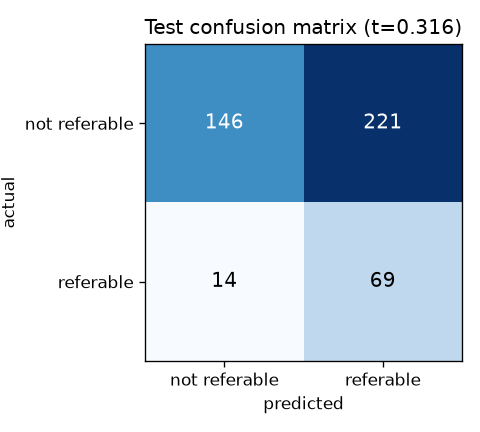 Test confusion matrix (t=0.316)
actual
not referable
146
221
referable
14
69
not referable
referable
predicted